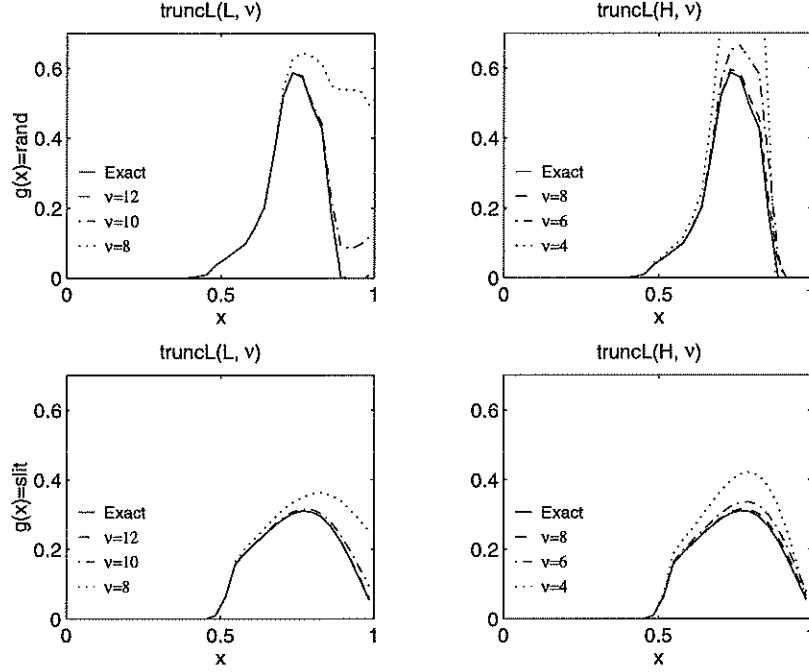 truncL(L, ν)
g(x)=rand
0.6
0.4
0.2
0
Exact
ν=12
ν=10
ν=8
0
0.5
1
x
truncL(H, ν)
0.6
0.4
0.2
0
Exact
ν=8
ν=6
ν=4
0
0.5
1
x
truncL(L, ν)
g(x)=slit
0.6
0.4
0.2
0
Exact
ν=12
ν=10
ν=8
0
0.5
1
x
truncL(H, ν)
0.6
0.4
0.2
0
Exact
ν=8
ν=6
ν=4
0
0.5
1
x